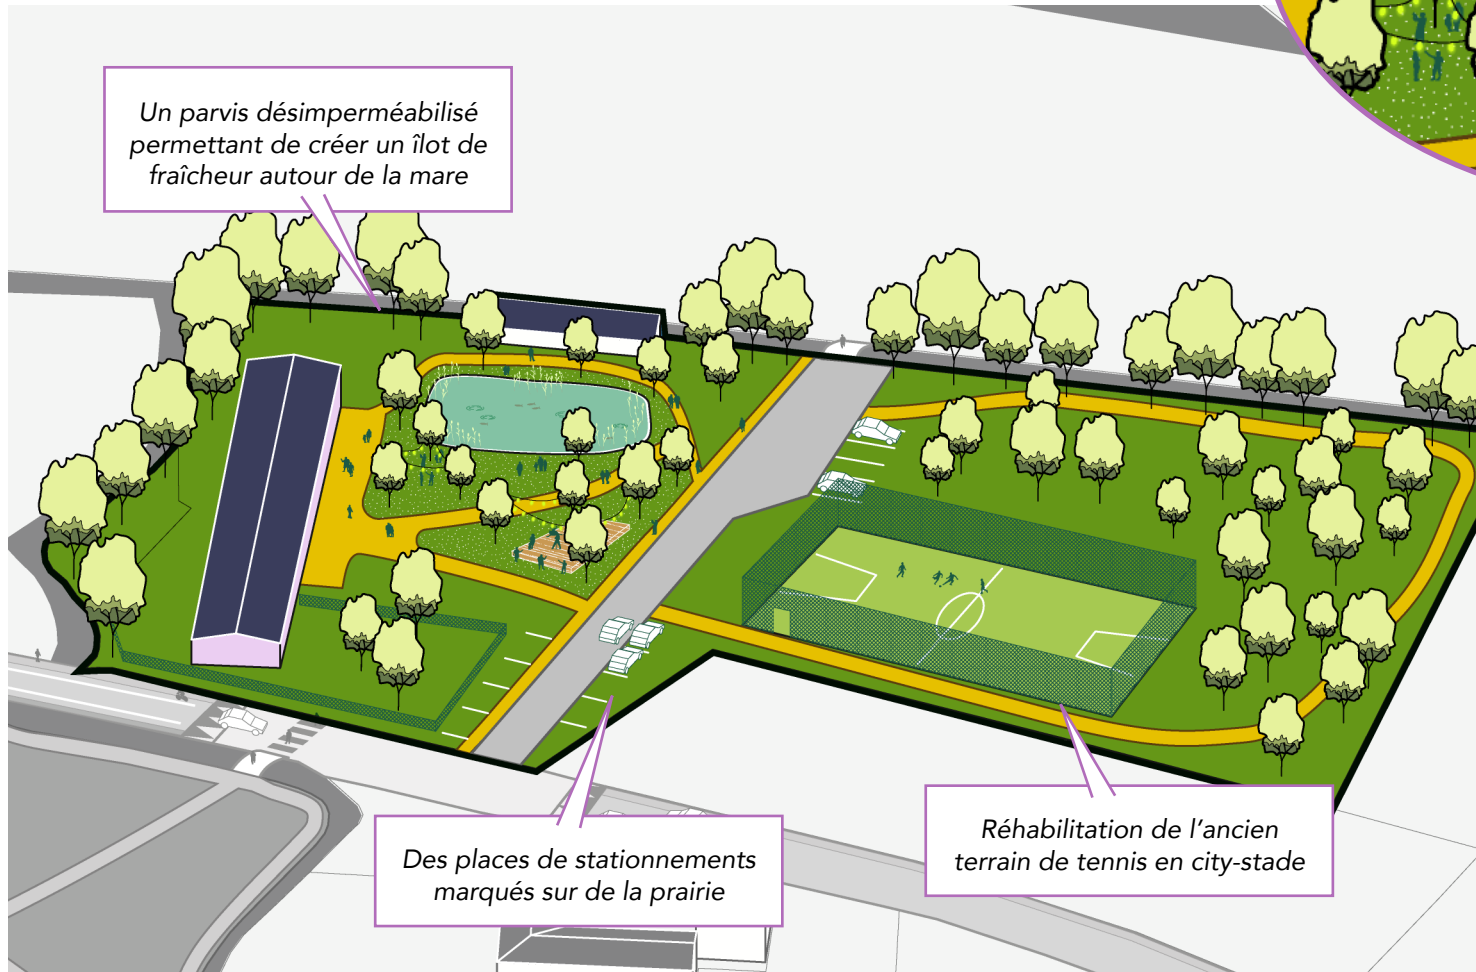 Un parvis désimperméabilisé
permettant de créer un îlot de
fraîcheur autour de la mare
Des places de stationnements
marqués sur de la prairie
Réhabilitation de l’ancien
terrain de tennis en city-stade